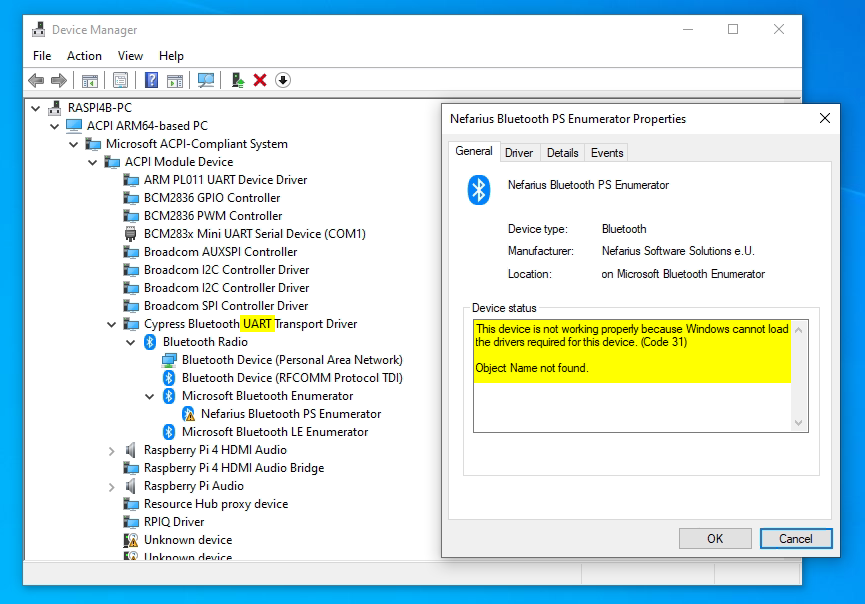 Device Manager
File Action View Help
RASPI4B-PC
ACPI ARM64-based PC
Microsoft ACPI-Compliant System
ACPI Module Device
ARM PL011 UART Device Driver
BCM2836 GPIO Controller
BCM2836 PWM Controller
BCM283x Mini UART Serial Device (COM1)
Broadcom AUXSPI Controller
Broadcom I2C Controller Driver
Broadcom I2C Controller Driver
Broadcom SPI Controller Driver
Cypress Bluetooth UART Transport Driver
Bluetooth Radio
Bluetooth Device (Personal Area Network)
Bluetooth Device (RFCOMM Protocol TDI)
Microsoft Bluetooth Enumerator
Nefarius Bluetooth PS Enumerator
Microsoft Bluetooth LE Enumerator
Raspberry Pi 4 HDMI Audio
Raspberry Pi 4 HDMI Audio Bridge
Raspberry Pi Audio
Resource Hub proxy device
RPIQ Driver
Unknown device
Unknown device
Nefarius Bluetooth PS Enumerator Properties
General Driver Details Events
Nefarius Bluetooth PS Enumerator
Device type: Bluetooth
Manufacturer: Nefarius Software Solutions e.U.
Location: on Microsoft Bluetooth Enumerator
Device status
This device is not working properly because Windows cannot load
the drivers required for this device. (Code 31)
Object Name not found.
OK Cancel